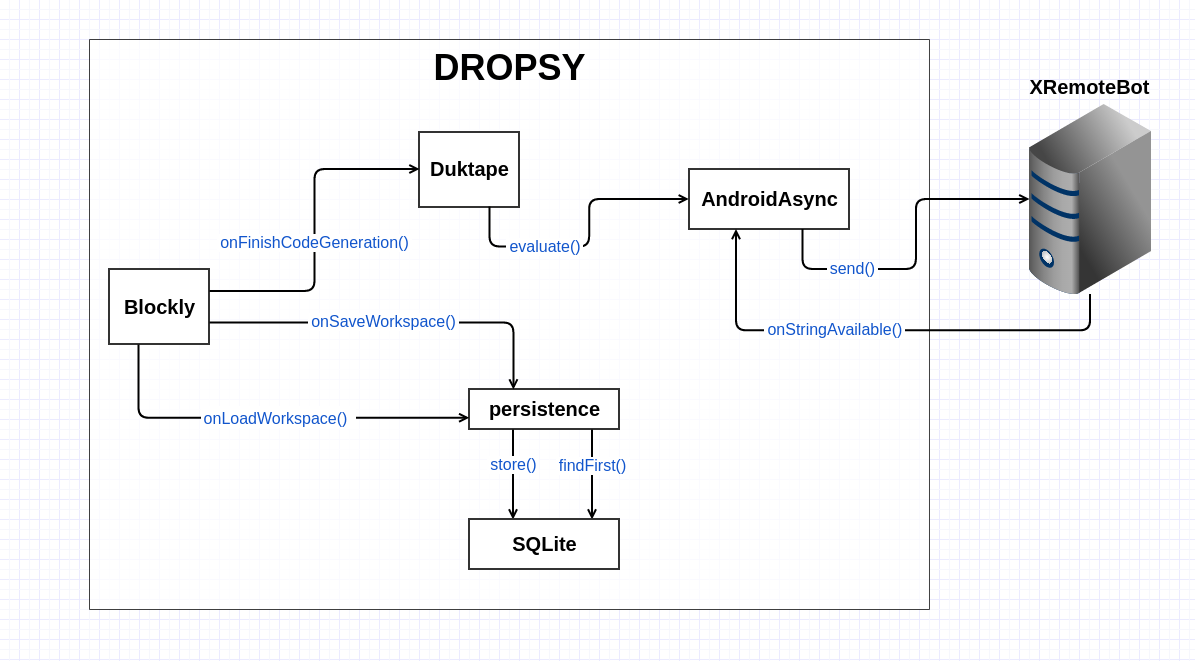 DROPSY
XRemoteBot
Duktape
AndroidAsync
onFinishCodeGeneration()
evaluate()
send()
Blockly
onSaveWorkspace()
onStringAvailable()
persistence
onLoadWorkspace()
store()
findFirst()
SQLite